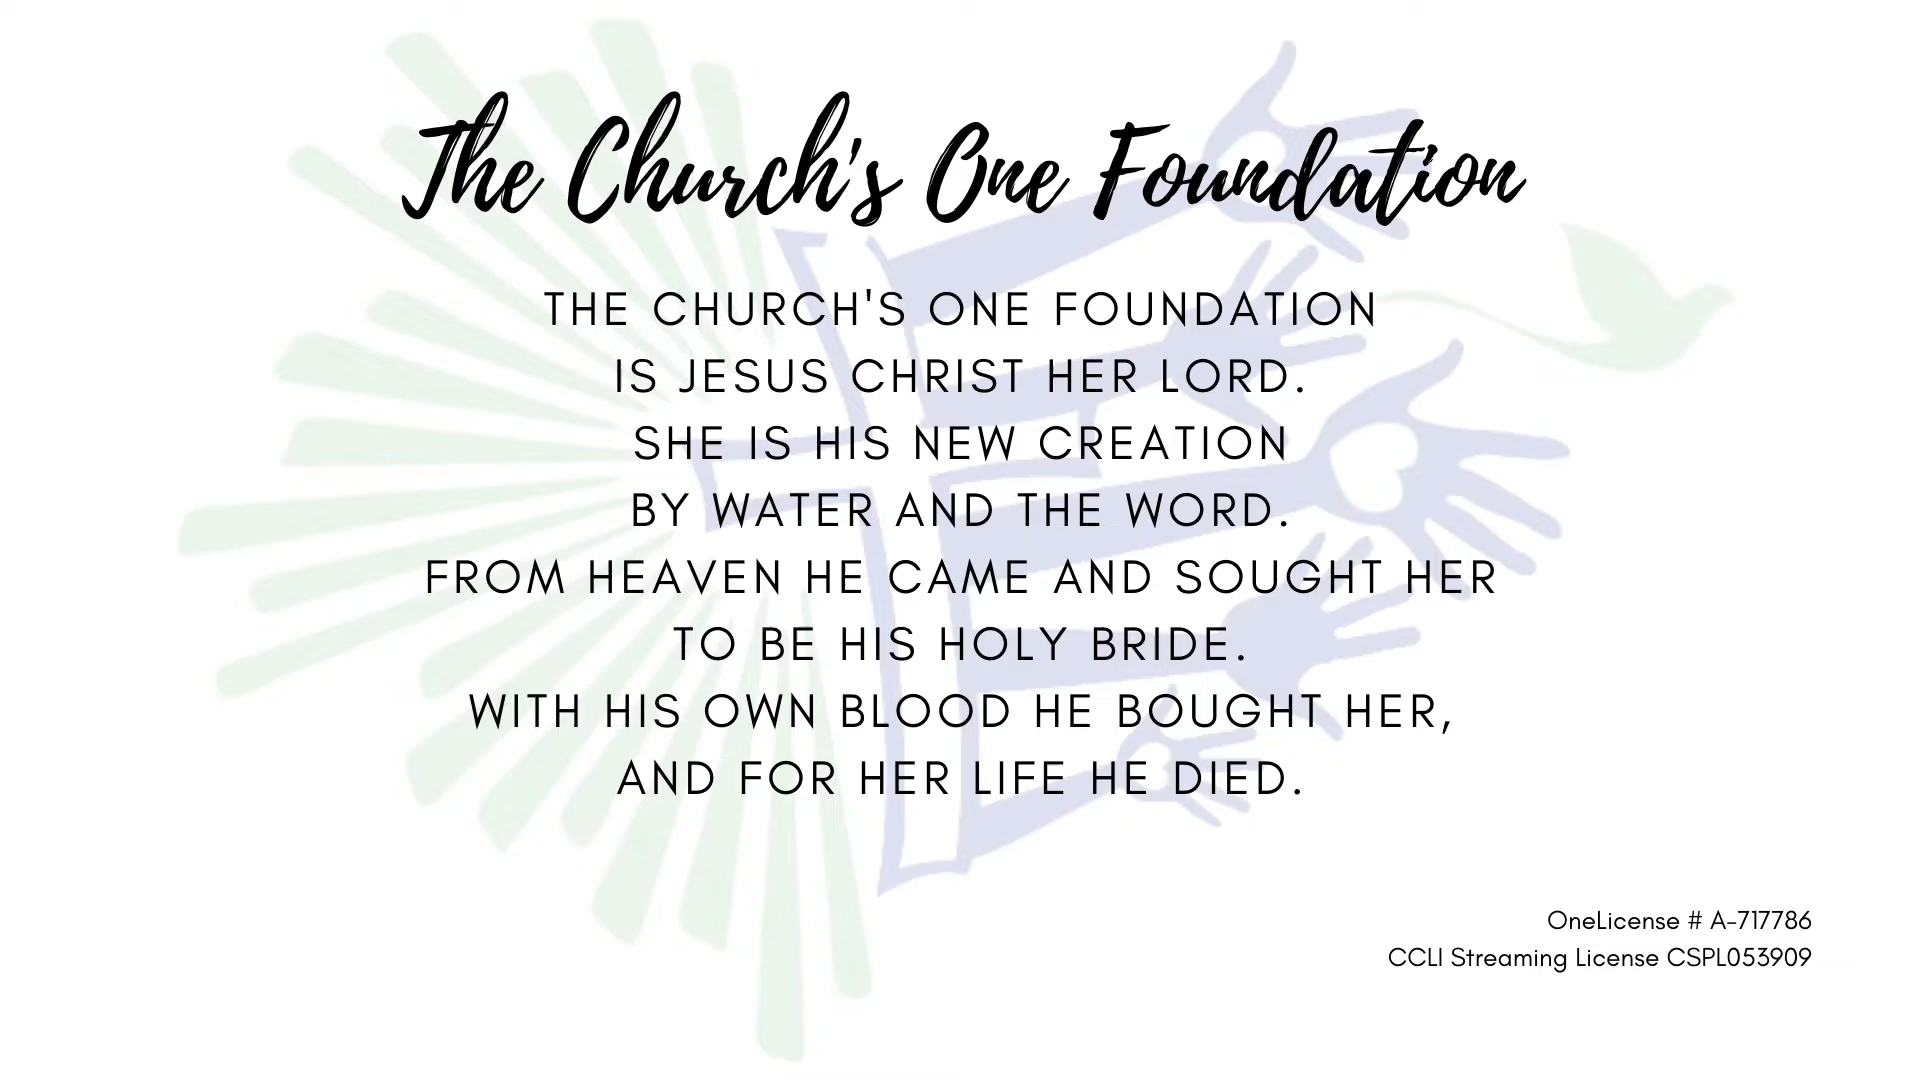 The Church's One Foundation
THE CHURCH'S ONE FOUNDATION
IS JESUS CHRIST HER LORD.
SHE IS HIS NEW CREATION
BY WATER AND THE WORD.
FROM HEAVEN HE CAME AND SOUGHT HER
TO BE HIS HOLY BRIDE.
WITH HIS OWN BLOOD HE BOUGHT HER,
AND FOR HER LIFE HE DIED.
OneLicense # A-717786
CCLI Streaming License CSPL053909